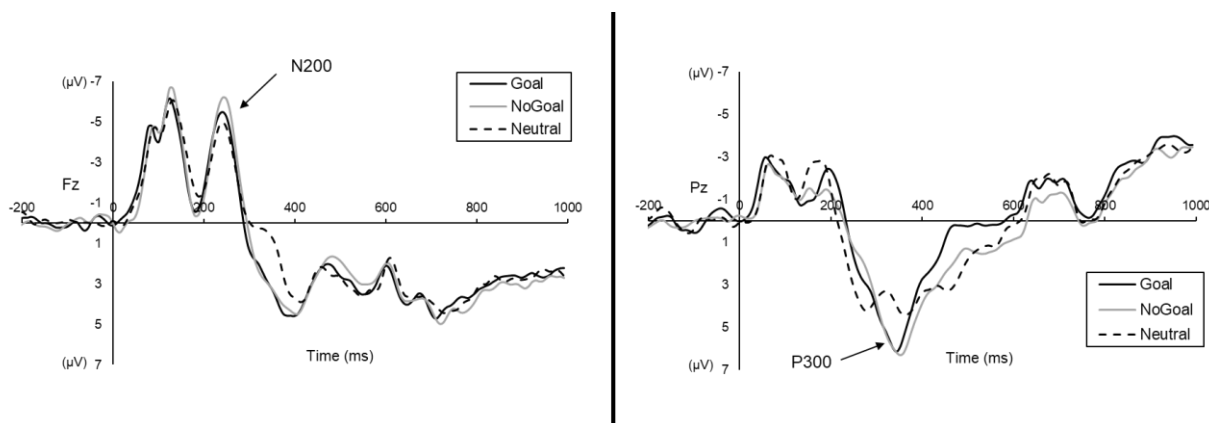 N200
(µV) -7
-5
-3
Fz
-1
-200 0 200 400 600 800 1000
1
3
5
(µV) 7
Time (ms)
Goal
NoGoal
Neutral
(µV) -7
-5
-3
Pz
-1
-200 0 200 400 600 800 1000
1
3
5
(µV) 7
P300
Time (ms)
Goal
NoGoal
Neutral